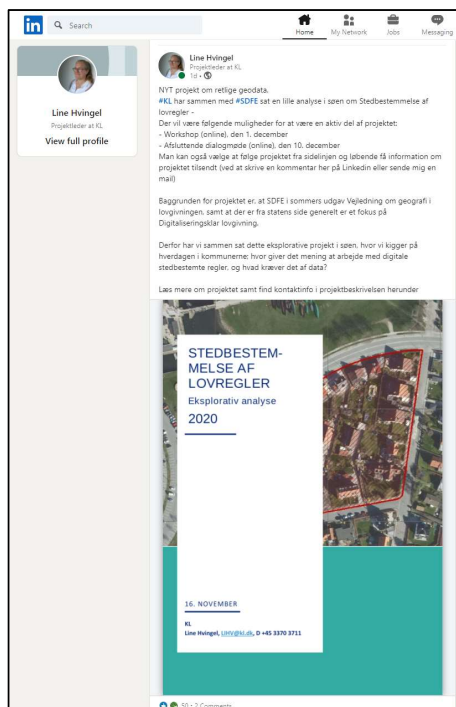 in
Search
Home
My Network
Jobs
Messaging
Line Hvingel
Projektleder at KL
View full profile
Line Hvingel
Projektleder at KL
1d •
NYT projekt om retlige geodata.
#KL har sammen med #SDFE sat en lille analyse i søen om Stedbestemmelse af
lovregler -
Der vil være følgende muligheder for at være en aktiv del af projektet:
- Workshop (online), den 1. december
- Afsluttende dialogmøde (online), den 10. december
Man kan også vælge at følge projektet fra sidelinjen og løbende få information om
projektet tilsendt (ved at skrive en kommentar her på Linkedin eller sende mig en
mail)
Baggrunden for projektet er, at SDFE i sommers udgav Vejledning om geografi i
lovgivningen, samt at der er fra statens side generelt er et fokus på
Digitaliseringsklar lovgivning.
Derfor har vi sammen sat dette eksplorative projekt i søen, hvor vi kigger på
hverdagen i kommunerne; hvor giver det mening at arbejde med digitale
stedbestemte regler, og hvad kræver det af data?
Læs mere om projektet samt find kontactinfo i projektbeskrivelsen herunder
STEDBESTEM-
MELSE AF
LOVREGLER
Eksplorativ analyse
2020
16. NOVEMBER
KL
Line Hvingel, LIHV@kl.dk, D +45 3370 3711
50 • 2 Comments